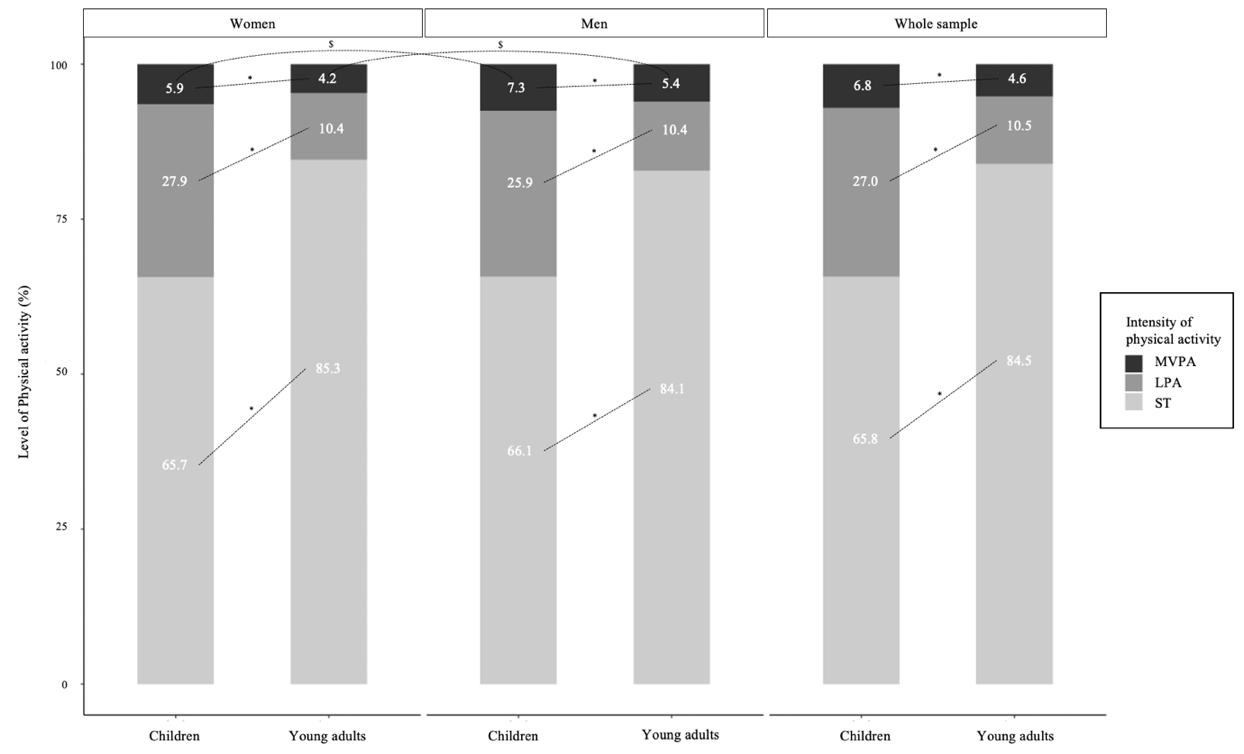 Women
Men
Whole sample
$
$
100
75
50
25
0
Level of Physical activity (%)
5.9
*
4.2
27.9
*
10.4
65.7
*
85.3
7.3
*
5.4
25.9
*
10.4
66.1
*
84.1
6.8
*
4.6
27.0
*
10.5
65.8
*
84.5
Children
Young adults
Children
Young adults
Children
Young adults
Intensity of
physical activity
MVPA
LPA
ST